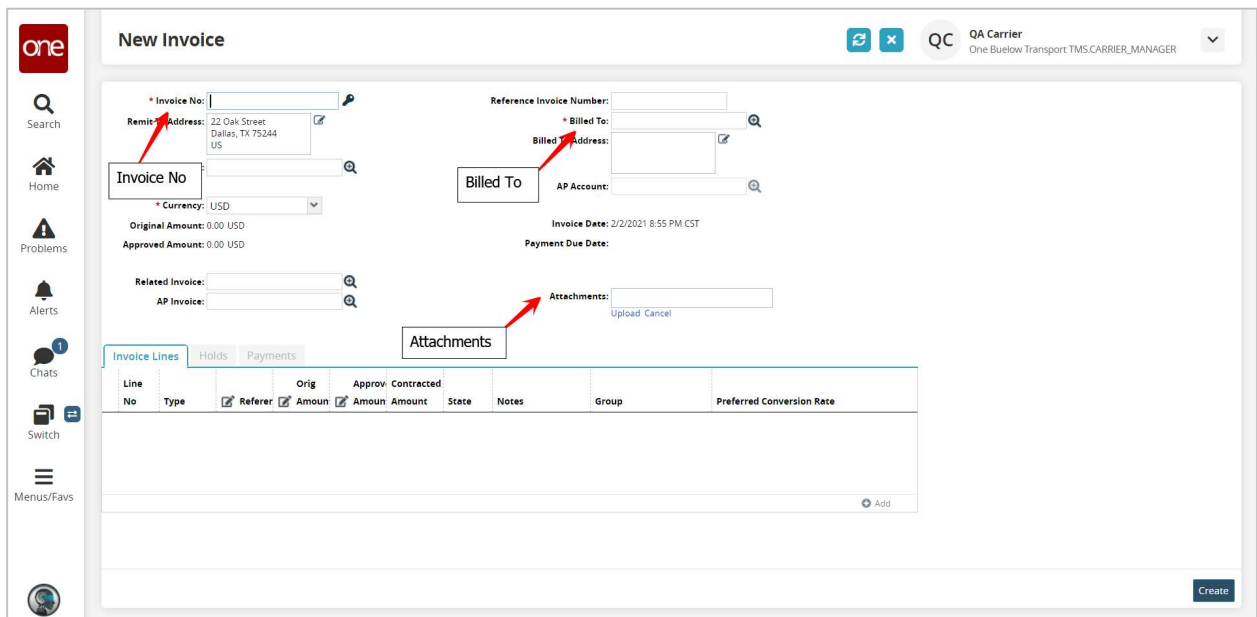 one
New Invoice
QC
QA Carrier
One Buelow Transport TMS.CARRIER_MANAGER
Search
Home
Problems
Alerts
1
Chats
Switch
Menus/Favs
* Invoice No:
Address:
22 Oak Street
Dallas, TX 75244
US
Invoice No
:
* Currency: USD
Original Amount: 0.00 USD
Approved Amount: 0.00 USD
Related Invoice:
AP Invoice:
Reference Invoice Number:
* Billed To:
Billed
Address:
Billed To
AP Account:
Invoice Date: 2/2/2021 8:55 PM CST
Payment Due Date:
Attachments:
Upload Cancel
Attachments
Invoice Lines Holds Payments
Line No
Type
Referer
Orig Amoun
Approv Amoun
Contracted Amount
State
Notes
Group
Preferred Conversion Rate
Add
Create